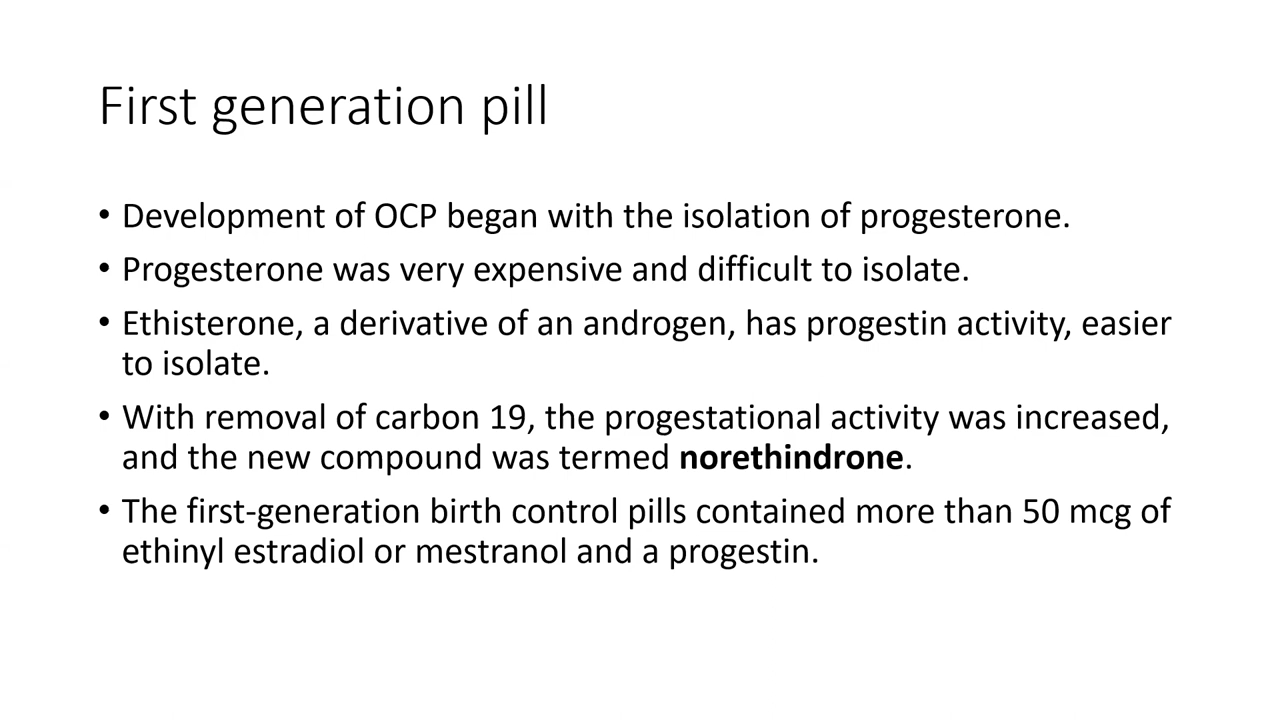 First generation pill
• Development of OCP began with the isolation of progesterone.
• Progesterone was very expensive and difficult to isolate.
• Ethisterone, a derivative of an androgen, has progestin activity, easier
to isolate.
• With removal of carbon 19, the progestational activity was increased,
and the new compound was termed norethindrone.
• The first-generation birth control pills contained more than 50 mcg of
ethinyl estradiol or mestranol and a progestin.